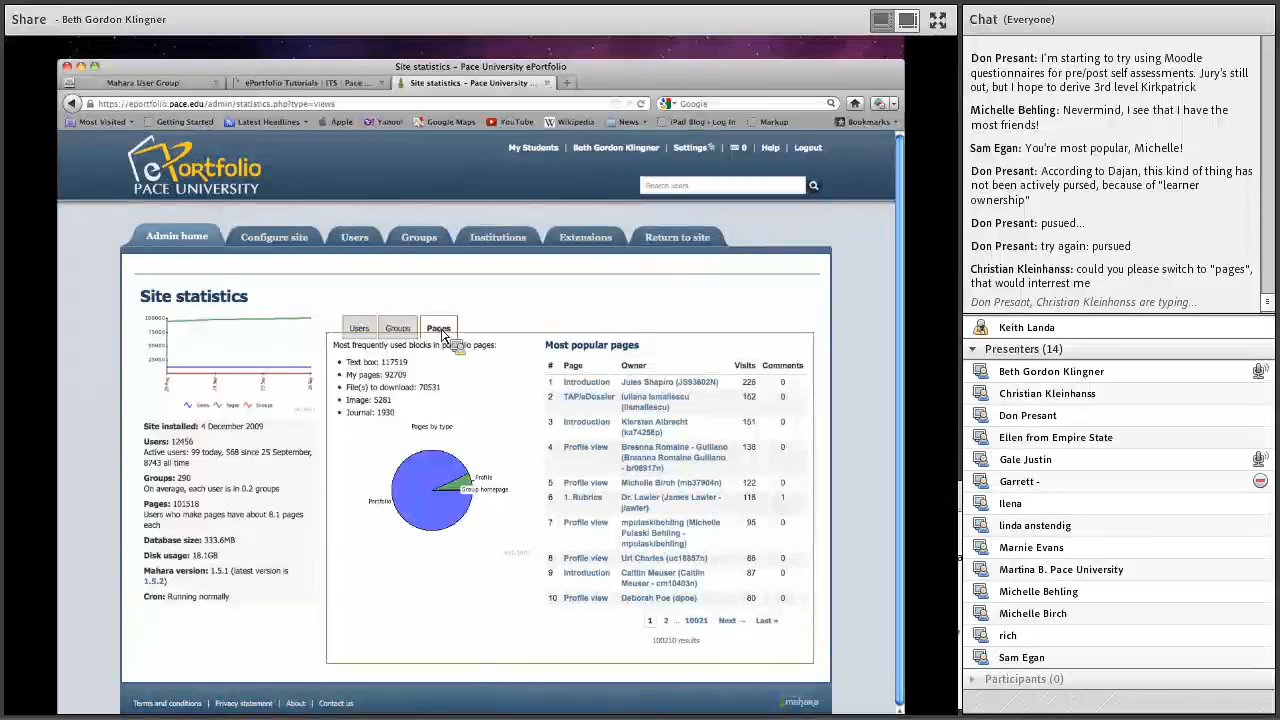 Share - Beth Gordon Klingner
Site statistics – Pace University ePortfolio
Mahara User Group
ePortfolio Tutorials | ITS | Pace ...
Site statistics – Pace University ...
https://eportfolio.pace.edu/admin/statistics.php?type=views
Google
Most Visited
Getting Started
Latest Headlines
Apple
Yahoo!
Google Maps
YouTube
Wikipedia
News
iPad Blog › Log In
Markup
Bookmarks
ePortfolio
PACE UNIVERSITY
My Students | Beth Gordon Klingner | Settings | 0 | Help | Logout
Search users
Admin home
Configure site
Users
Groups
Institutions
Extensions
Return to site
Site statistics
100000
75000
50000
25000
Users Pages Groups
Site installed: 4 December 2009
Users: 12456
Active users: 99 today, 568 since 25 September,
8743 all time
Groups: 290
On average, each user is in 0.2 groups
Pages: 101518
Users who make pages have about 8.1 pages
each
Database size: 333.6MB
Disk usage: 18.1GB
Mahara version: 1.5.1 (latest version is
1.5.2)
Cron: Running normally
Users
Groups
Pages
Most frequently used blocks in portfolio pages:
Text box: 117519
My pages: 92709
File(s) to download: 70531
Image: 5281
Journal: 1930
Pages by type
Profile
Group homepage
Portfolio
Most popular pages
# Page Owner Visits Comments
1 Introduction Jules Shapiro (JS93602N) 226 0
2 TAP/eDossier Iuliana Ismailescu
(iismailescu) 162 0
3 Introduction Kiersten Albrecht
(ka74258p) 151 0
4 Profile view Breanna Romaine - Guiliano
(Breanna Romaine Guiliano
- br08917n) 138 0
5 Profile view Michelle Birch (mb37904n) 122 0
6 1. Rubrics Dr. Lawler (James Lawler -
jlawler) 118 1
7 Profile view mpulaskibehling (Michelle
Pulaski Behling -
mpulaskibehling) 95 0
8 Profile view Uri Charles (uc16857n) 88 0
9 Introduction Caitlin Meuser (Caitlin
Meuser - cm10403n) 87 0
10 Profile view Deborah Poe (dpoe) 80 0
1 2 ... 10021 Next → Last »
100210 results
Terms and conditions | Privacy statement | About | Contact us
mahara
Chat (Everyone)
Don Present: I'm starting to try using Moodle
questionnaires for pre/post self assessments. Jury's still
out, but I hope to derive 3rd level Kirkpatrick
Michelle Behling: Hey Sam:), I see that I have the
most friends!
Sam Egan: You're most popular, Michelle!
Don Presant: According to Dajan, this kind of thing has
not been actively pused because of "learner
ownership"
Don Presant: pusued...
Don Presant: try again: pursued
Christian Kleinhanss: could you please switch to "pages",
that would interrest me
Don Presant, Christian Kleinhanss are typing...
Keith Landa
Presenters (14)
Beth Gordon Klingner
Christian Kleinhanss
Don Presant
Ellen from Empire State
Gale Justin
Garrett -
Ilena
linda anstendig
Marnie Evans
Martina B. Pace University
Michelle Behling
Michelle Birch
rich
Sam Egan
Participants (0)